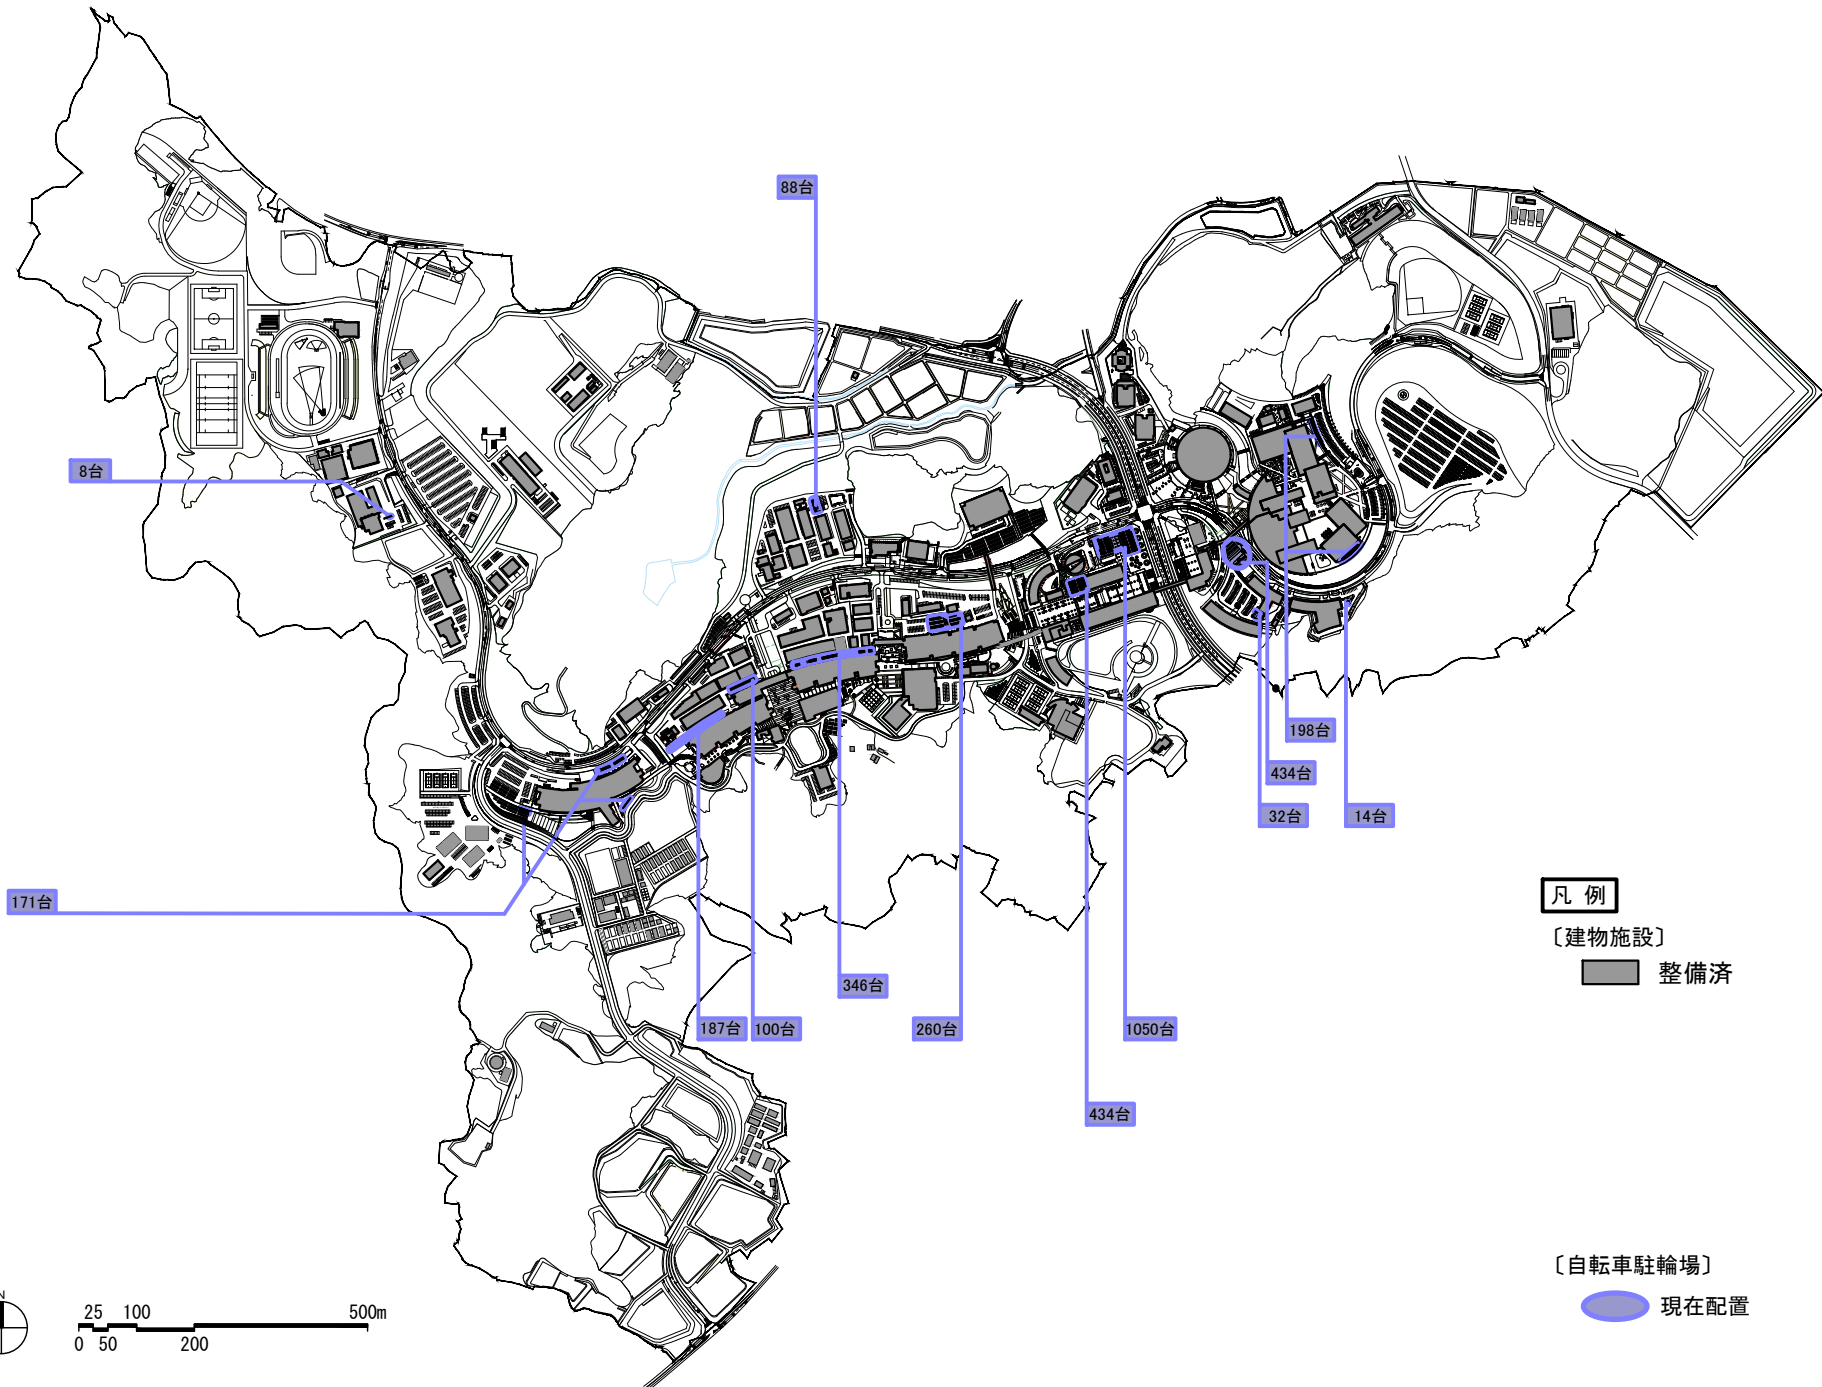 88台
8台
198台
434台
32台
14台
171台
凡 例
〔建物施設〕
整備済
346台
187台
100台
260台
1050台
434台
〔自転車駐輪場〕
現在配置
N
25 100 500m
0 50 200